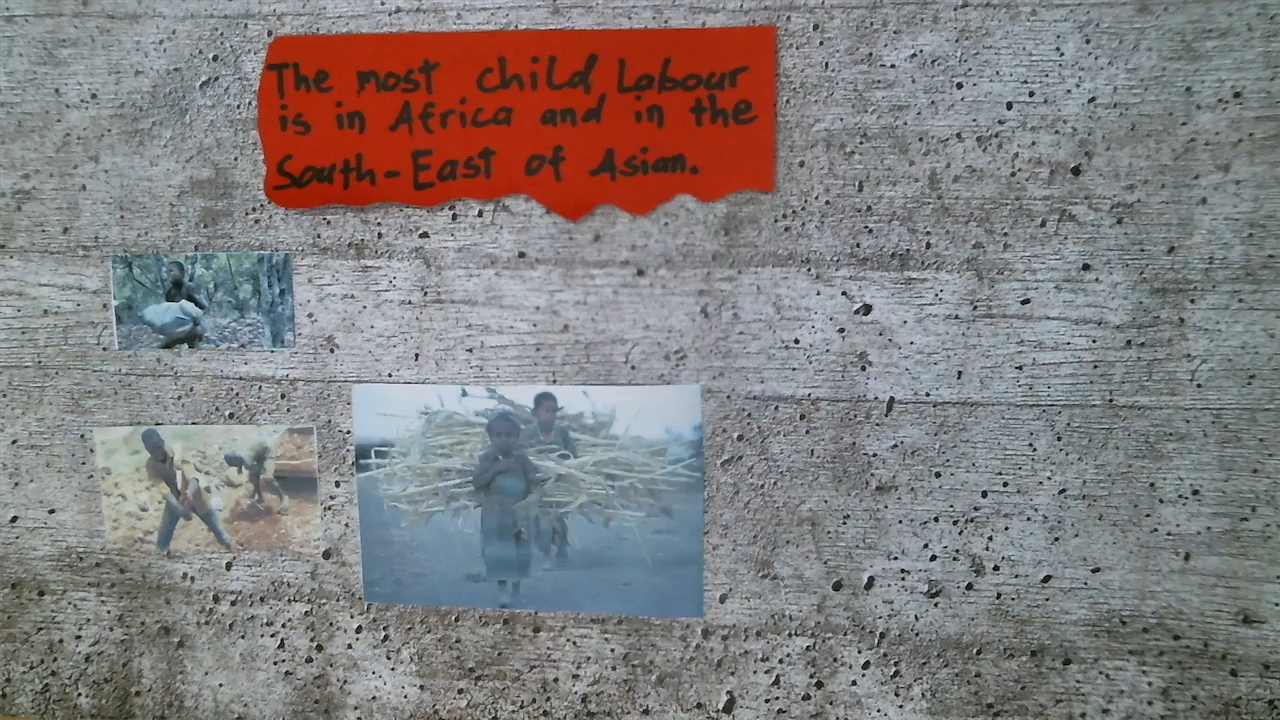 The most child Labour
is in Africa and in the
South-East of Asian.